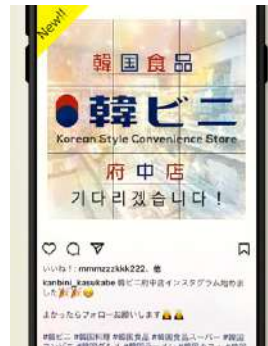 New!!
韓国食品
韓ビニ
Korean Style Convenience Store
府中店
기다리겠습니다!
いいね!:mmmzzzkkk222、他
kanbini_kasukabe 韓ビニ府中店インスタグラム始めま
した
よかったらフォローお願いします
#韓ビニ #韓国料理 #韓国食品 #韓国食品スーパー #韓国